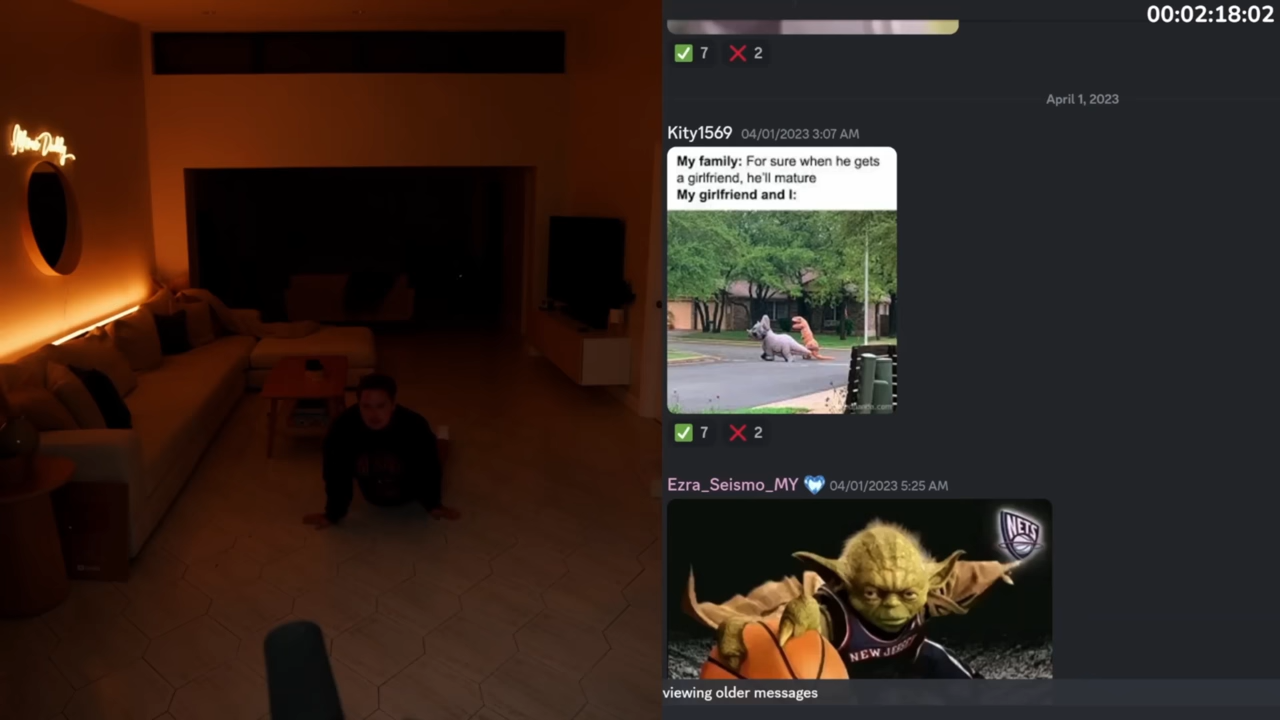 00:02:18:02
7
2
April 1, 2023
Kity1569 04/01/2023 3:07 AM
My family: For sure when he gets
a girlfriend, he'll mature
My girlfriend and I:
7
2
Ezra_Seismo_MY 04/01/2023 5:25 AM
NETS
NEW JERS
viewing older messages